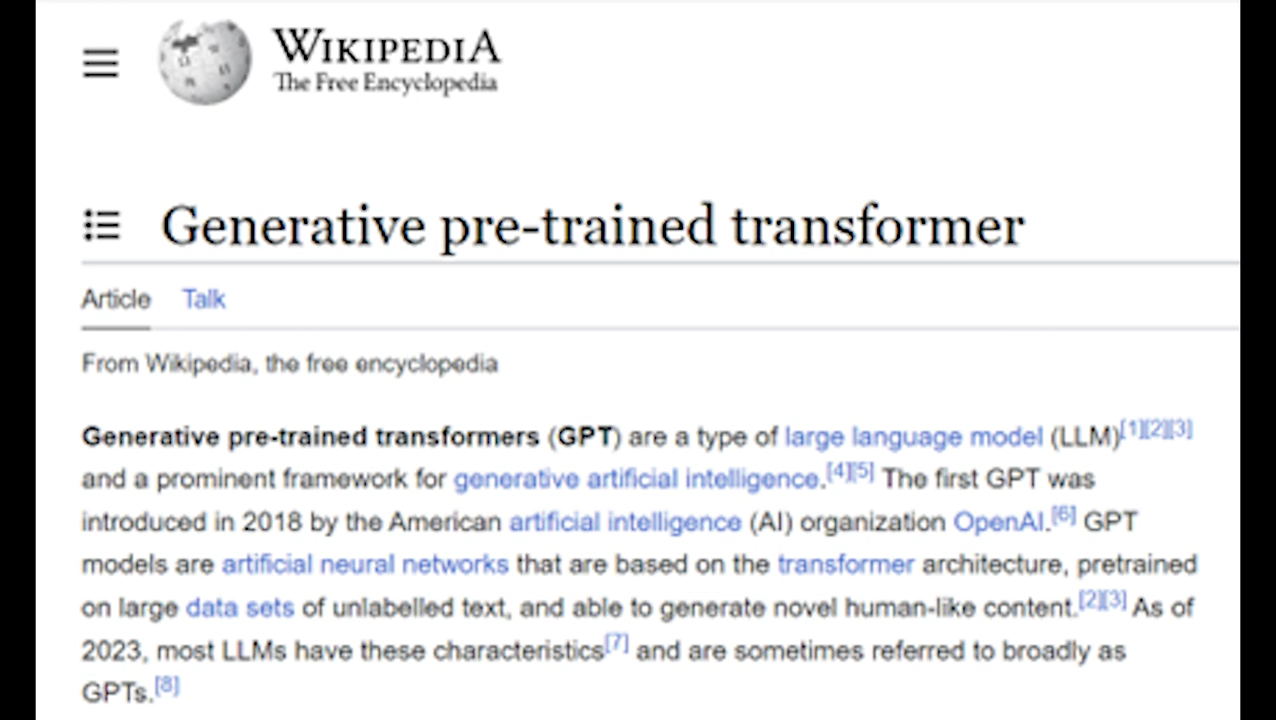 WIKIPEDIA
The Free Encyclopedia
Generative pre-trained transformer
Article Talk
From Wikipedia, the free encyclopedia
Generative pre-trained transformers (GPT) are a type of large language model (LLM)[1][2][3]
and a prominent framework for generative artificial intelligence.[4][5] The first GPT was
introduced in 2018 by the American artificial intelligence (AI) organization OpenAI.[6] GPT
models are artificial neural networks that are based on the transformer architecture, pretrained
on large data sets of unlabelled text, and able to generate novel human-like content.[2][3] As of
2023, most LLMs have these characteristics[7] and are sometimes referred to broadly as
GPTs.[8]